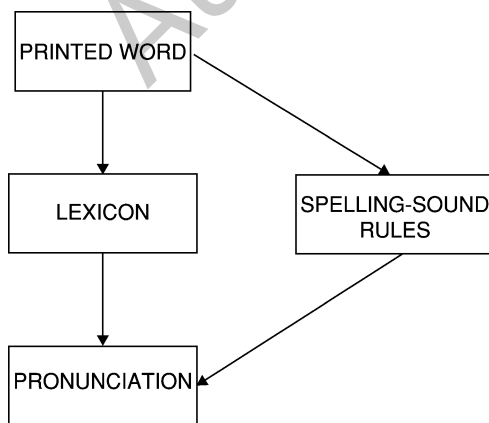 PRINTED WORD
LEXICON
SPELLING-SOUND
RULES
PRONUNCIATION